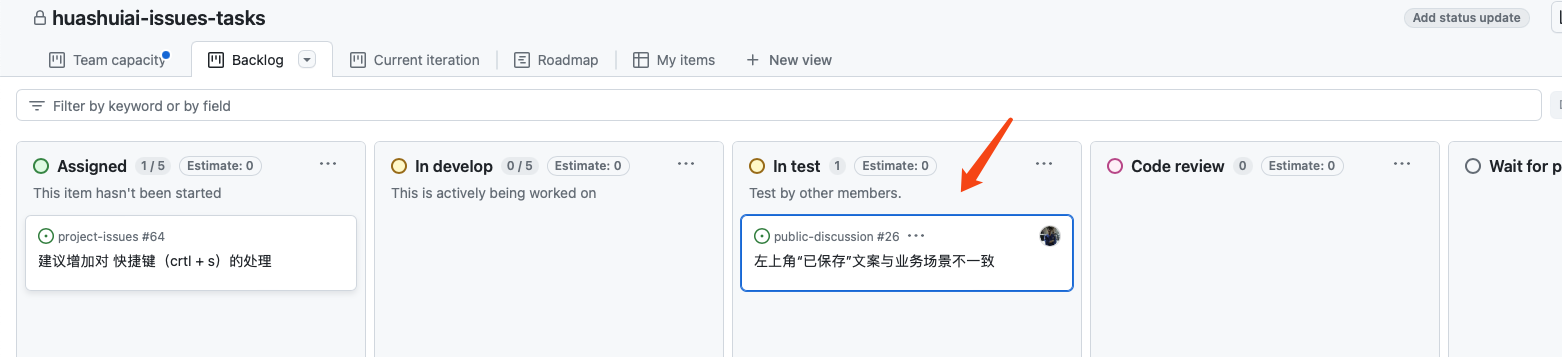 huashuiai-issues-tasks
Add status update
Team capacity
Backlog
Current iteration
Roadmap
My items
New view
Filter by keyword or by field
Assigned 1 / 5 Estimate: 0
This item hasn't been started
project-issues #64
建议增加对 快捷键（crtl + s）的处理
In develop 0 / 5 Estimate: 0
This is actively being worked on
In test 1 Estimate: 0
Test by other members.
public-discussion #26
左上角“已保存”文案与业务场景不一致
Code review 0 Estimate: 0
Wait for p